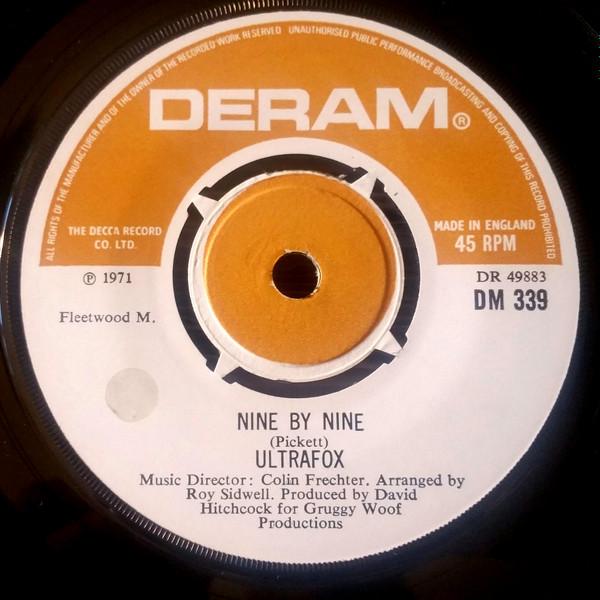 ALL RIGHTS OF THE MANUFACTURER AND OF THE OWNER OF THE RECORDED WORK RESERVED UNAUTHORISED PUBLIC PERFORMANCE BROADCASTING AND COPYING OF THIS RECORD PROHIBITED
DERAM®
THE DECCA RECORD
CO. LTD.
MADE IN ENGLAND
45 RPM
℗ 1971
DR 49883
DM 339
Fleetwood M.
NINE BY NINE
(Pickett)
ULTRAFOX
Music Director: Colin Frechter. Arranged by
Roy Sidwell. Produced by David
Hitchcock for Gruggy Woof
Productions